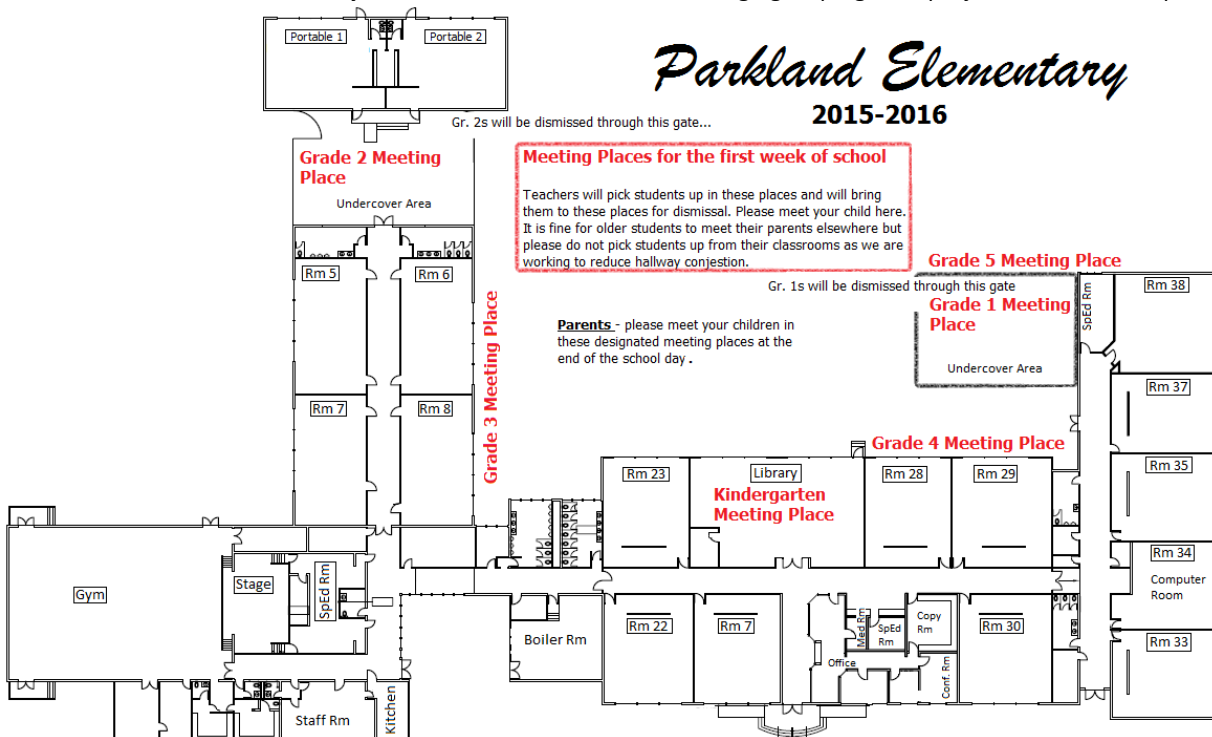 Portable 1
Portable 2
Parkland Elementary
2015-2016
Gr. 2s will be dismissed through this gate...
Grade 2 Meeting
Place
Undercover Area
Meeting Places for the first week of school
Teachers will pick students up in these places and will bring
them to these places for dismissal. Please meet your child here.
It is fine for older students to meet their parents elsewhere but
please do not pick students up from their classrooms as we are
working to reduce hallway conjestion.
Grade 5 Meeting Place
Gr. 1s will be dismissed through this gate
Grade 1 Meeting
Place
Undercover Area
Parents - please meet your children in
these designated meeting places at the
end of the school day .
Rm 5
Rm 6
Rm 7
Rm 8
Grade 3 Meeting Place
SpEd Rm
Rm 38
Rm 37
Rm 35
Rm 34
Computer
Room
Rm 33
Grade 4 Meeting Place
Rm 23
Library
Kindergarten
Meeting Place
Rm 28
Rm 29
Gym
Stage
SpEd Rm
Boiler Rm
Rm 22
Rm 7
Med Rm
SpEd
Rm
Copy
Rm
Office
Conf. Rm
Rm 30
Staff Rm
Kitchen